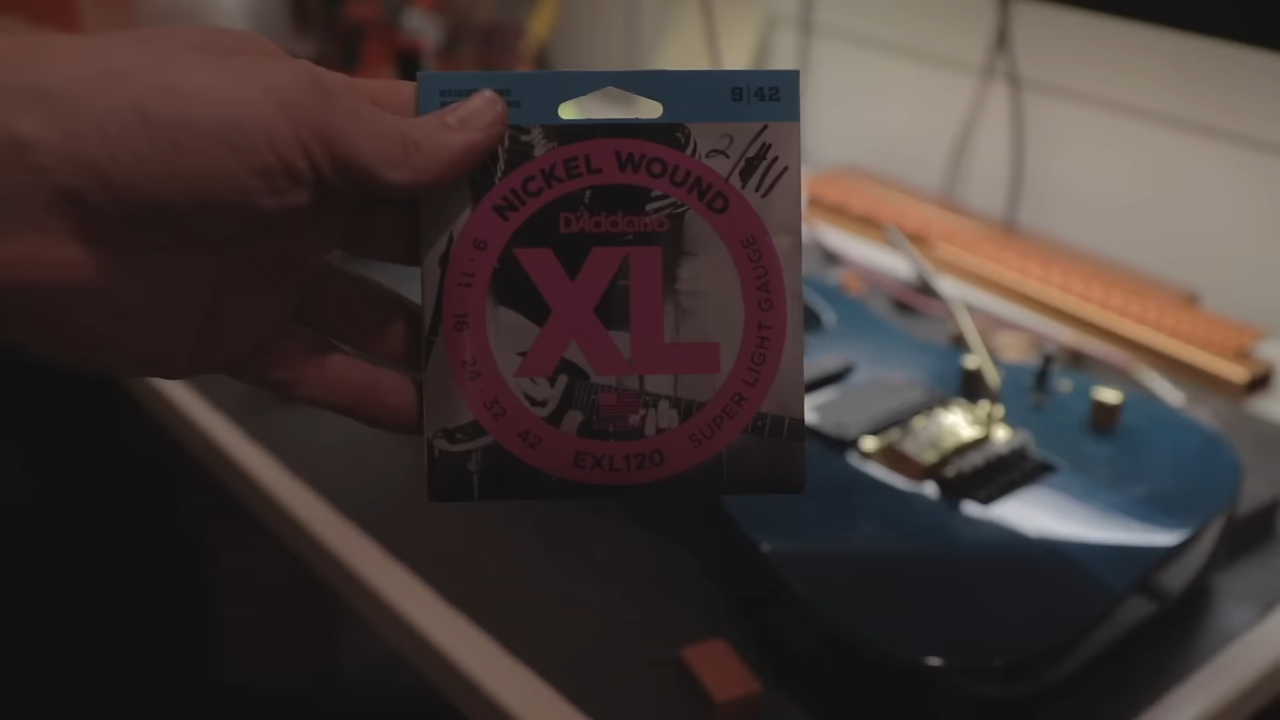 9|42
NICKEL WOUND
D'Addario
XL
9 · 11 · 16 · 24 · 32 · 42
SUPER LIGHT GAUGE
EXL120